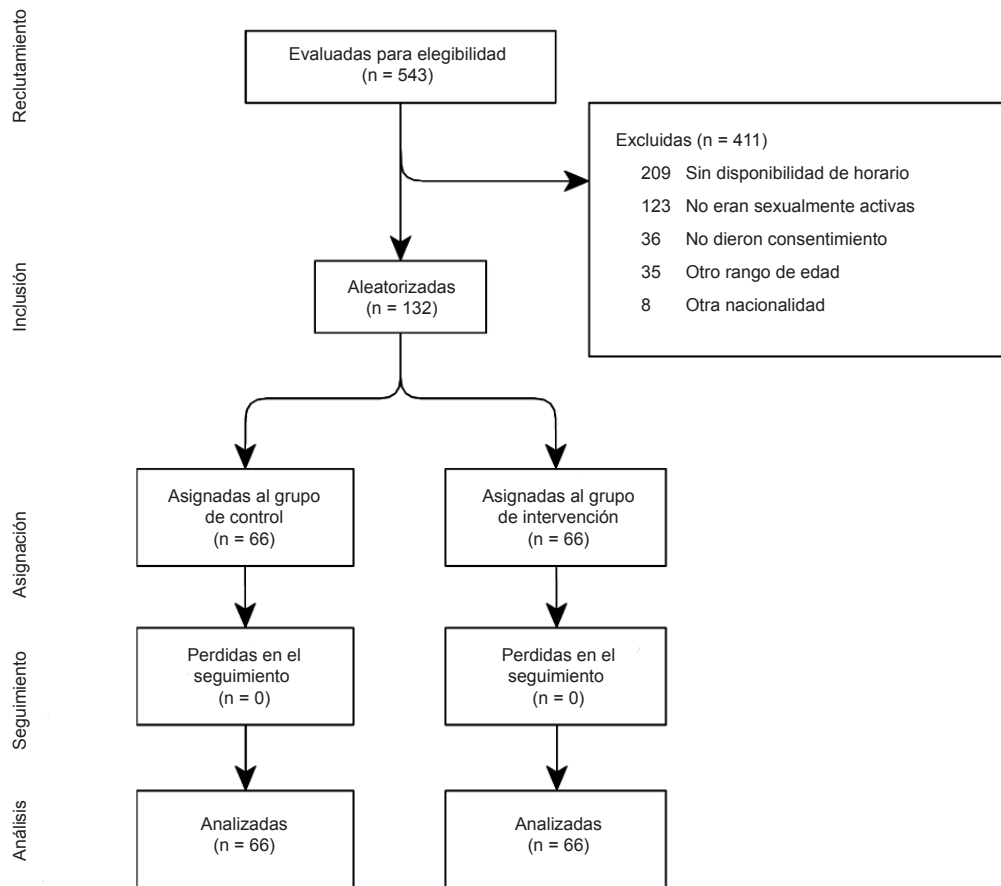 Reclutamiento
Evaluadas para elegibilidad
(n = 543)
Excluidas (n = 411)
209 Sin disponibilidad de horario
123 No eran sexualmente activas
36 No dieron consentimiento
35 Otro rango de edad
8 Otra nacionalidad
Inclusión
Aleatorizadas
(n = 132)
Asignación
Asignadas al grupo
de control
(n = 66)
Asignadas al grupo
de intervención
(n = 66)
Seguimiento
Perdidas en el
seguimiento
(n = 0)
Perdidas en el
seguimiento
(n = 0)
Análisis
Analizadas
(n = 66)
Analizadas
(n = 66)